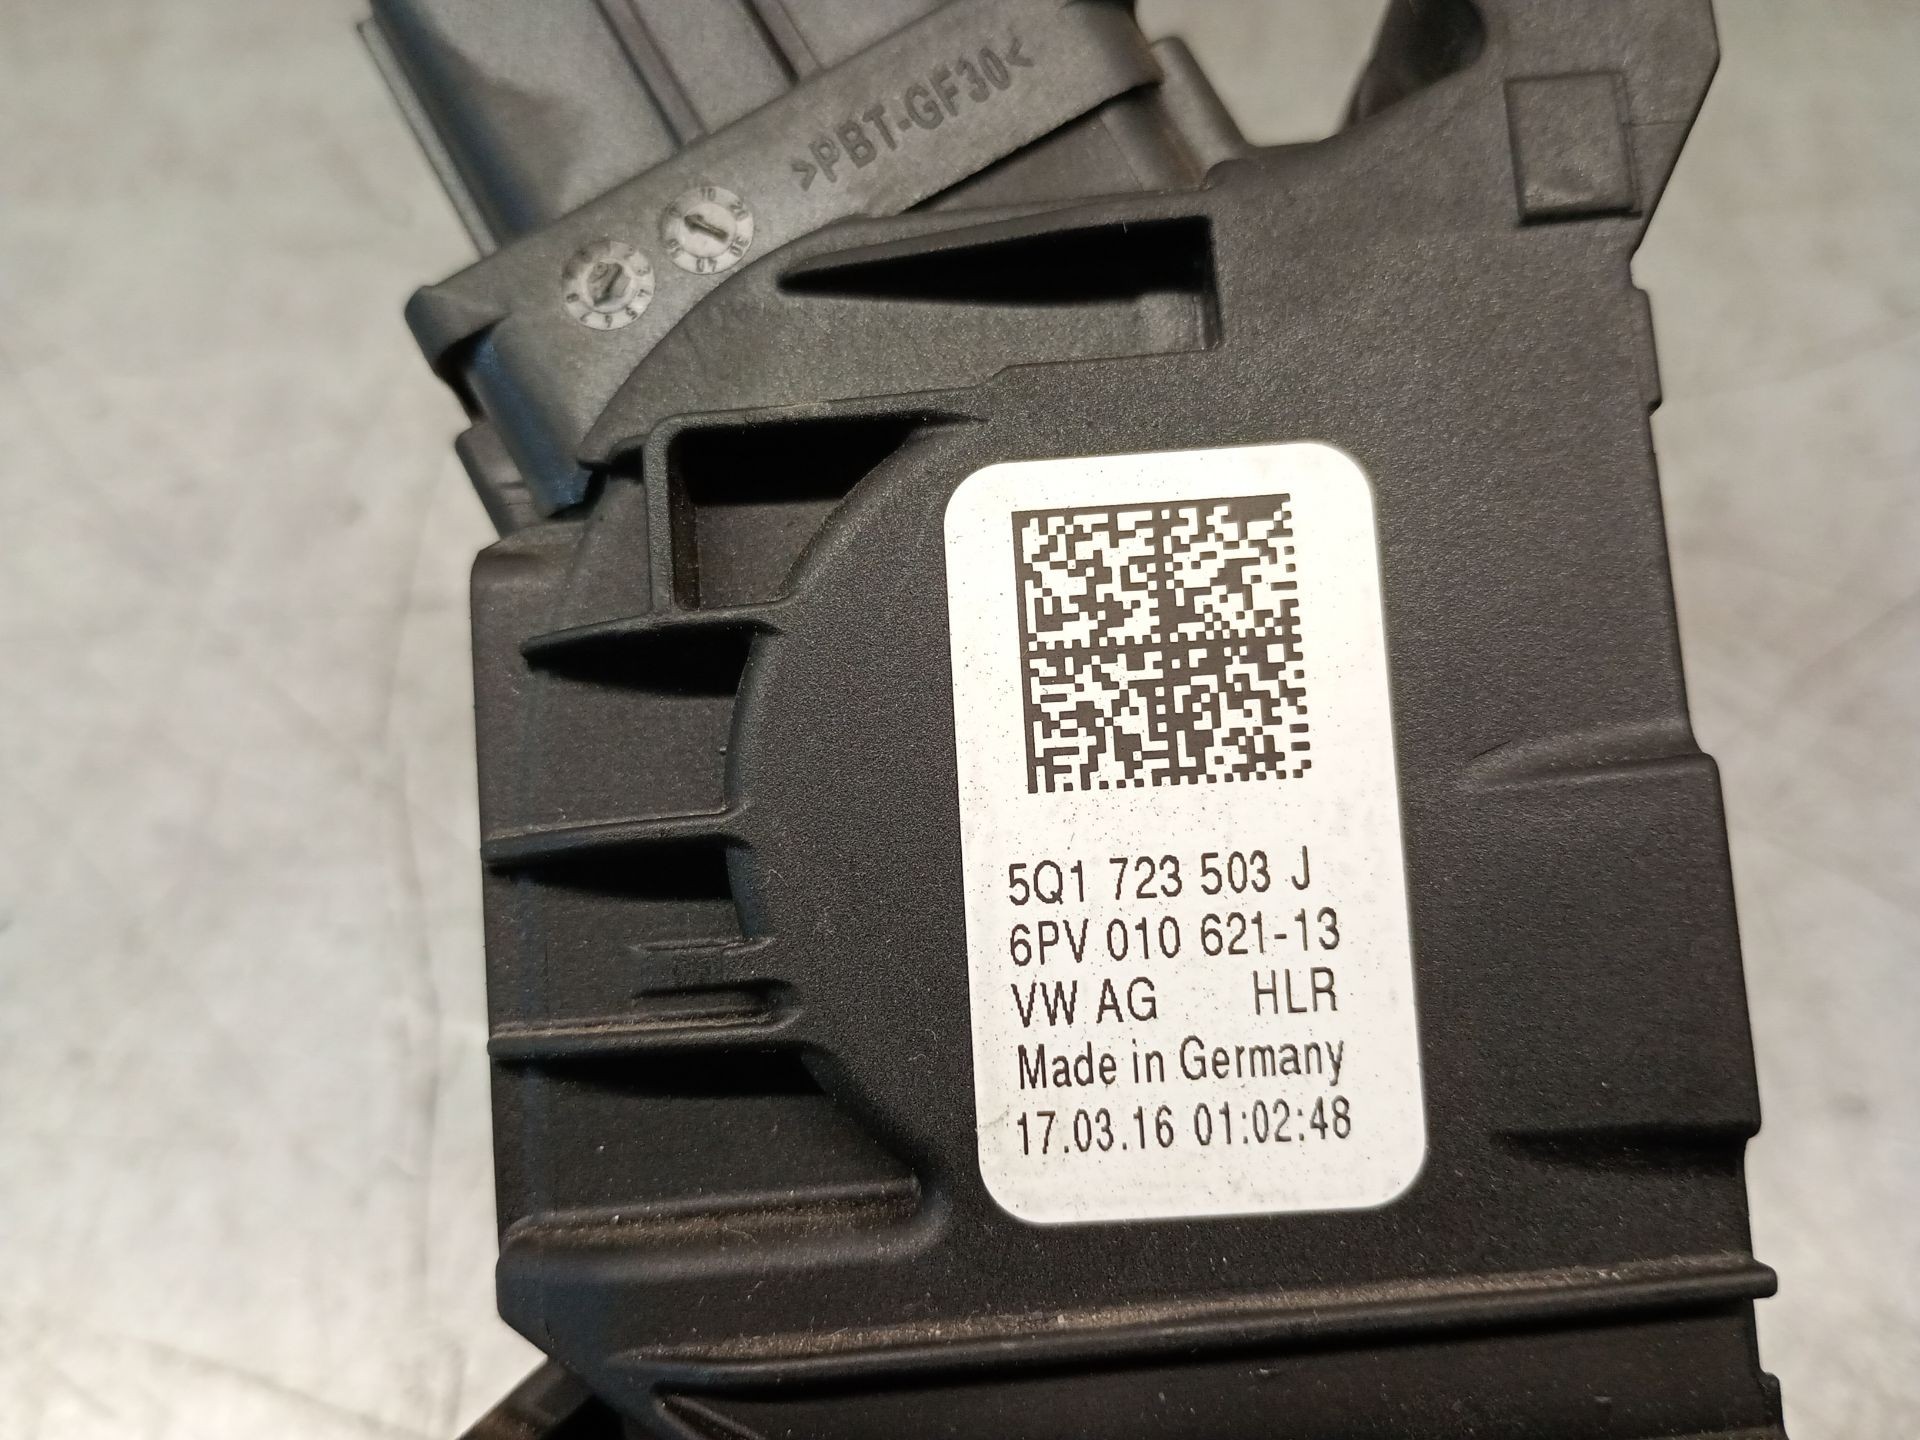 >PBT-GF30<
5Q1 723 503 J
6PV 010 621-13
VW AG HLR
Made in Germany
17.03.16 01:02:48